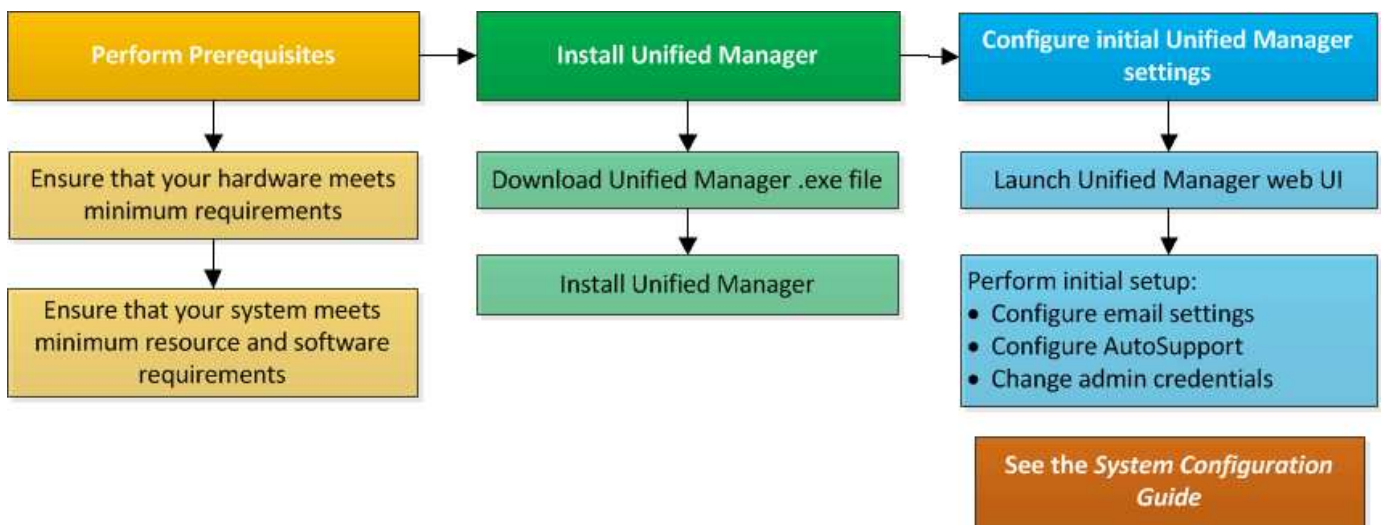 Perform Prerequisites
Ensure that your hardware meets
minimum requirements
Ensure that your system meets
minimum resource and software
requirements
Install Unified Manager
Download Unified Manager .exe file
Install Unified Manager
Configure initial Unified Manager
settings
Launch Unified Manager web UI
Perform initial setup:
• Configure email settings
• Configure AutoSupport
• Change admin credentials
See the System Configuration
Guide